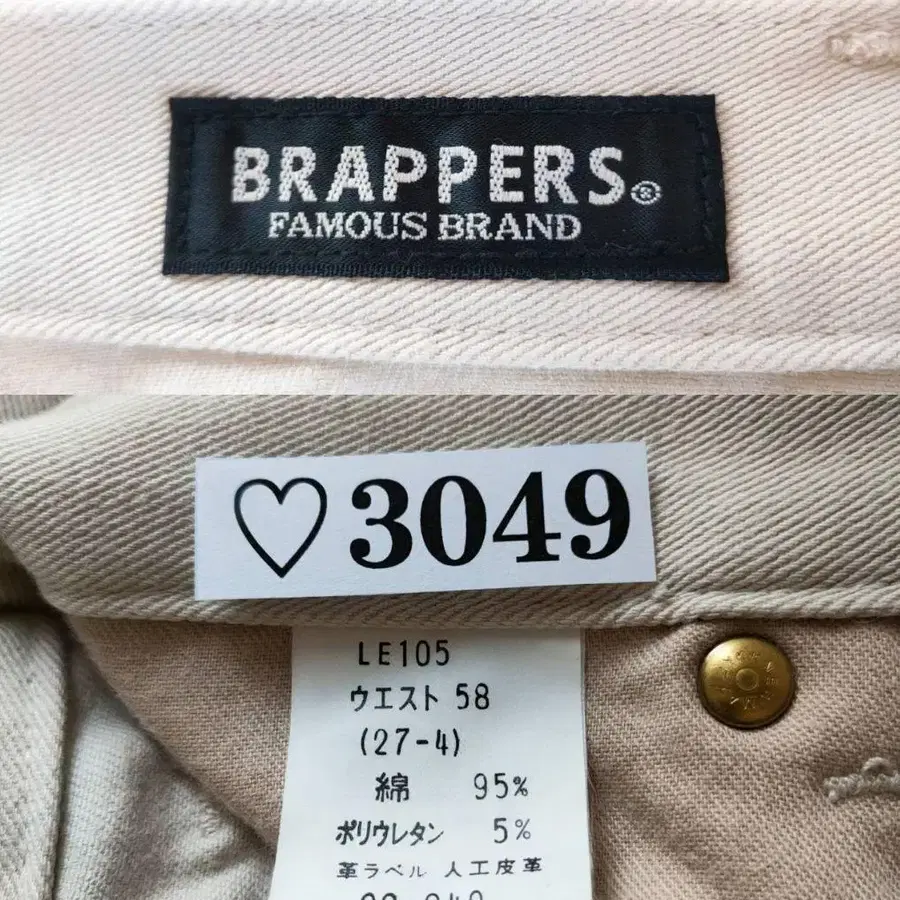 BRAPPERS®
FAMOUS BRAND
♡3049
LE105
ウエスト 58
(27-4)
綿 95%
ポリウレタン 5%
革ラベル 人工皮革